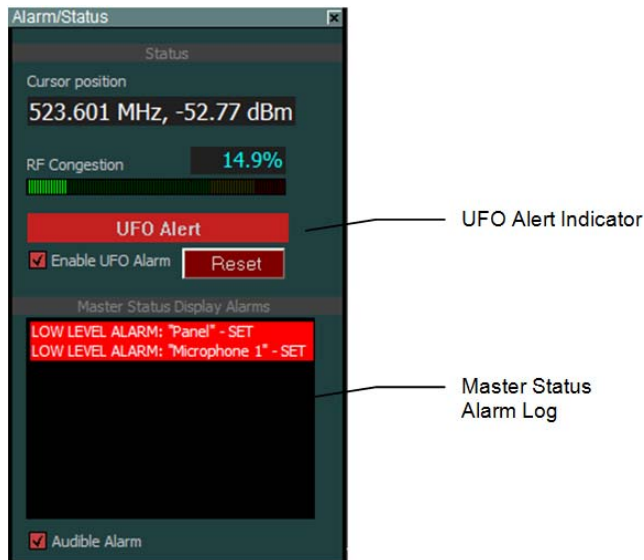 Alarm/Status
Status
Cursor position
523.601 MHz, -52.77 dBm
RF Congestion 14.9%
UFO Alert
UFO Alert Indicator
Enable UFO Alarm Reset
Master Status Display Alarms
LOW LEVEL ALARM: "Panel" - SET
LOW LEVEL ALARM: "Microphone 1" - SET
Master Status
Alarm Log
Audible Alarm